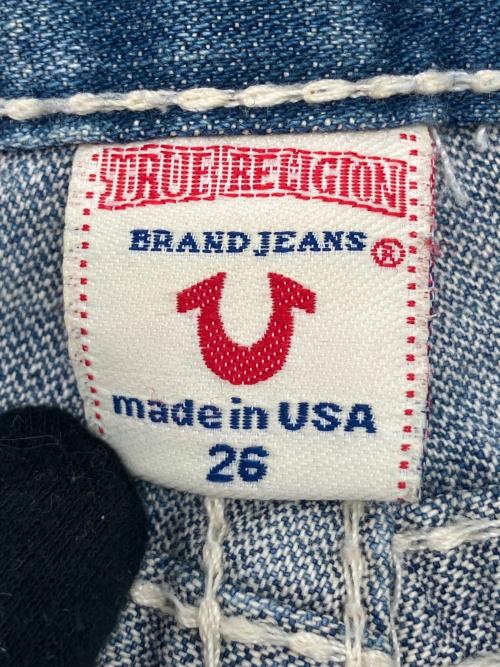 TRUE RELIGION
BRAND JEANS ®
made in USA
26